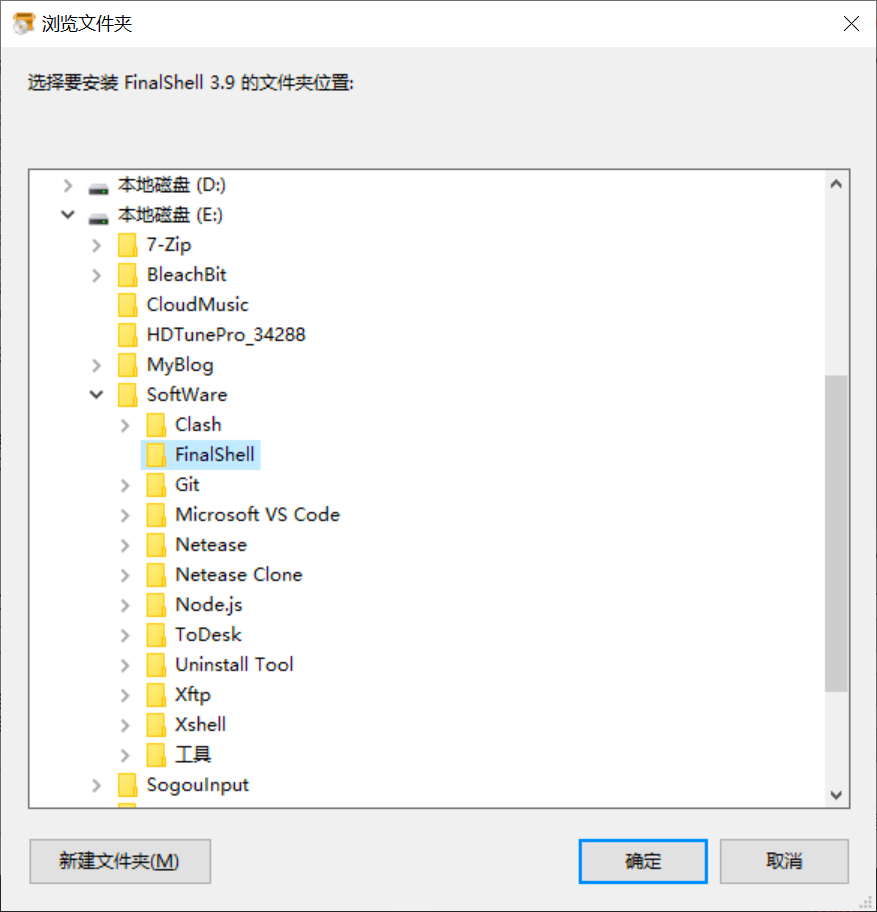 浏览文件夹
选择要安装 FinalShell 3.9 的文件夹位置:
本地磁盘 (D:)
本地磁盘 (E:)
7-Zip
BleachBit
CloudMusic
HDTunePro_34288
MyBlog
SoftWare
Clash
FinalShell
Git
Microsoft VS Code
Netease
Netease Clone
Node.js
ToDesk
Uninstall Tool
Xftp
Xshell
工具
SogouInput
新建文件夹(M)
确定
取消